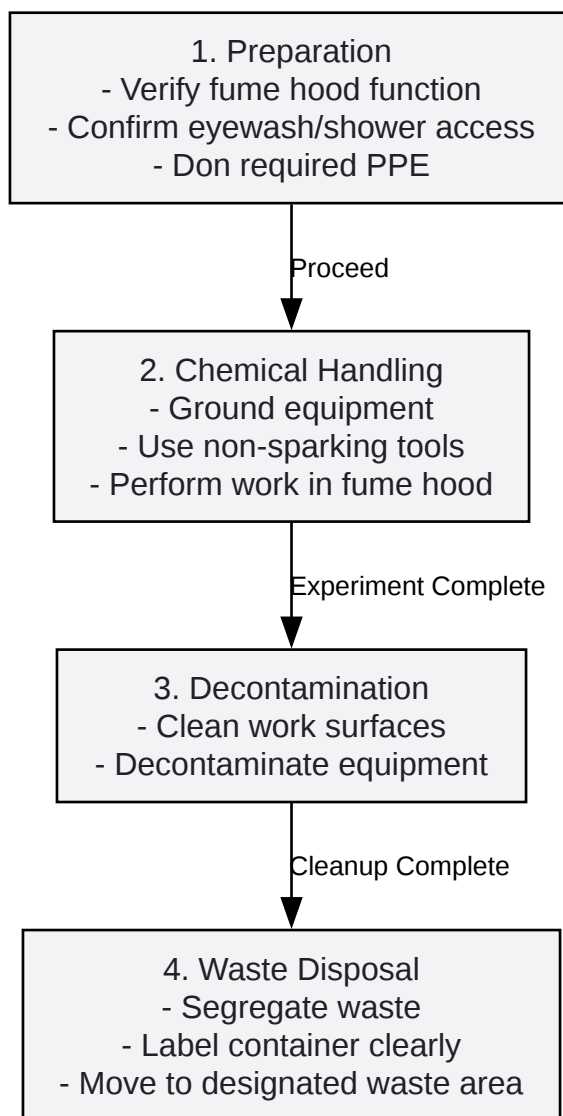 1. Preparation
- Verify fume hood function
- Confirm eyewash/shower access
- Don required PPE
Proceed
2. Chemical Handling
- Ground equipment
- Use non-sparking tools
- Perform work in fume hood
Experiment Complete
3. Decontamination
- Clean work surfaces
- Decontaminate equipment
Cleanup Complete
4. Waste Disposal
- Segregate waste
- Label container clearly
- Move to designated waste area